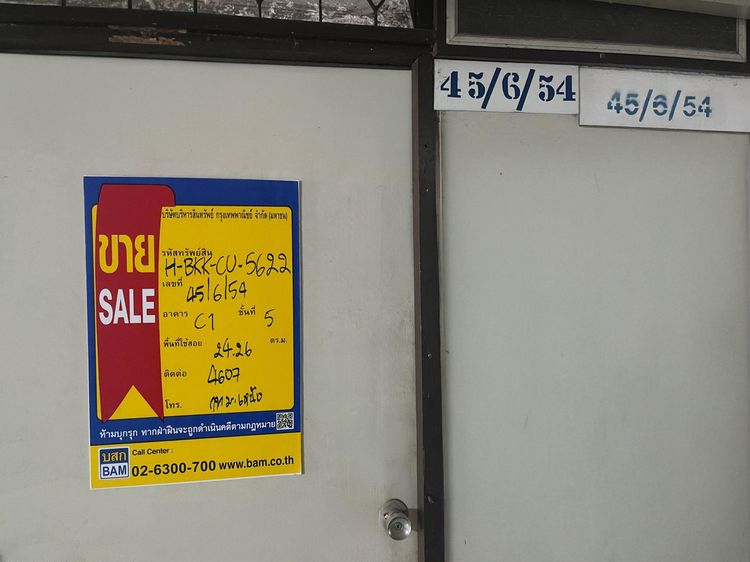 45/6/54
45/6/54
บริษัทบริหารสินทรัพย์ กรุงเทพพาณิชย์ จำกัด (มหาชน)
ขาย
SALE
รหัสทรัพย์สิน
H-BKK-CU-5622
เลขที่ 45/6/54
อาคาร C1 ชั้นที่ 5
พื้นที่ใช้สอย 24.26 ตร.ม.
ติดต่อ 4607
โทร.
ห้ามบุกรุก หากฝ่าฝืนจะถูกดำเนินคดีตามกฎหมาย
บสก
BAM
Call Center :
02-6300-700 www.bam.co.th